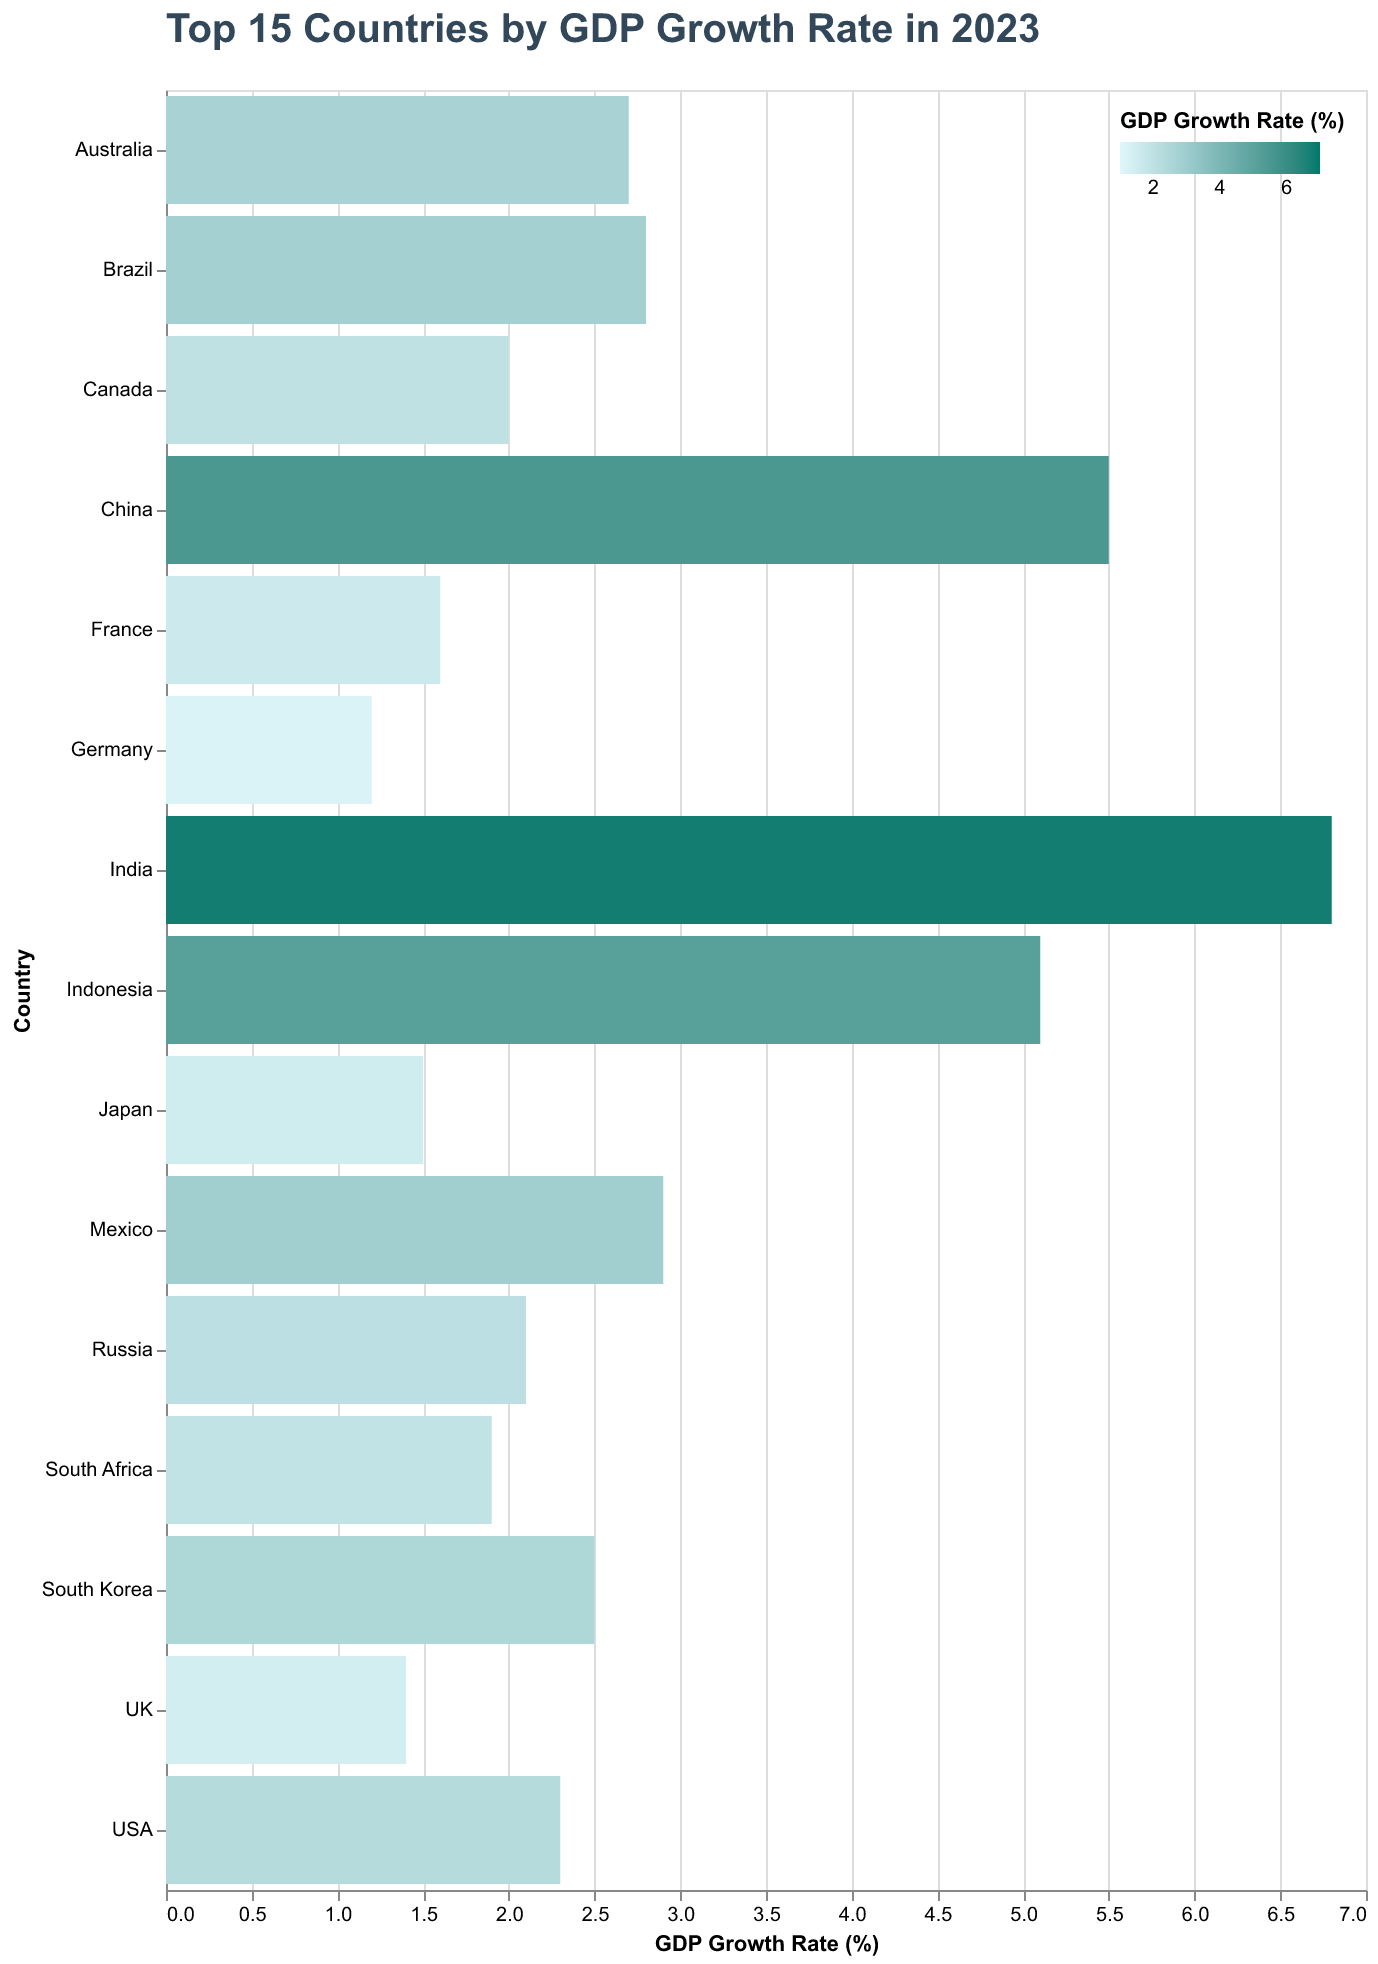 Top 15 Countries by GDP Growth Rate in 2023
GDP Growth Rate (%)
2 4 6
Australia
Brazil
Canada
China
France
Germany
India
Indonesia
Japan
Mexico
Russia
South Africa
South Korea
UK
USA
Country
0.0 0.5 1.0 1.5 2.0 2.5 3.0 3.5 4.0 4.5 5.0 5.5 6.0 6.5 7.0
GDP Growth Rate (%)